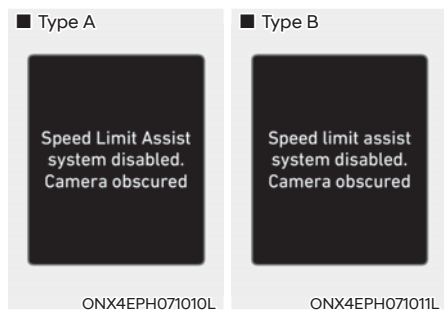 ■ Type A
Speed Limit Assist
system disabled.
Camera obscured
ONX4EPH071010L
■ Type B
Speed limit assist
system disabled.
Camera obscured
ONX4EPH071011L